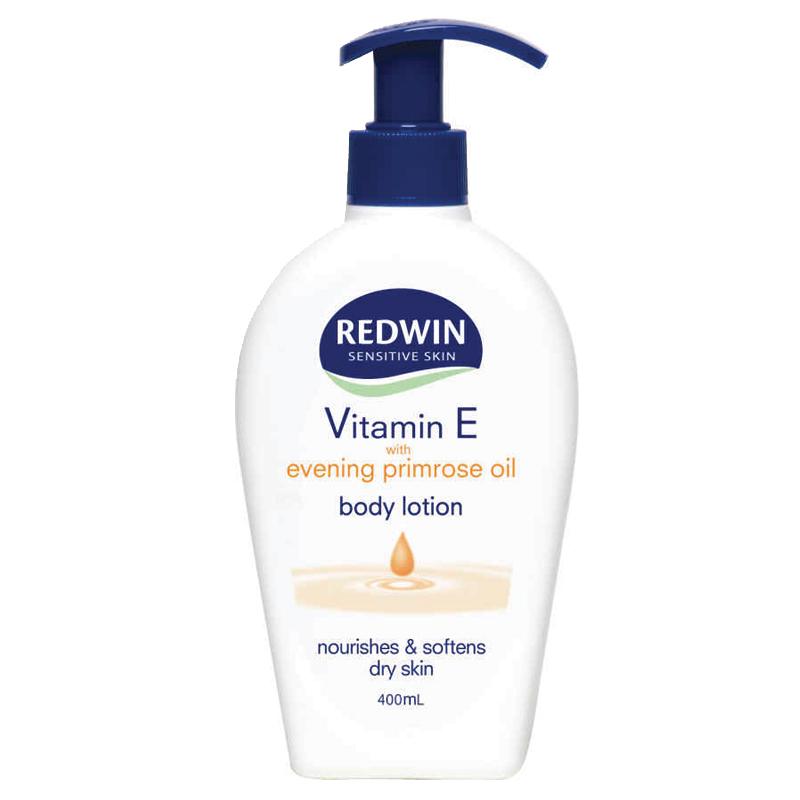 REDWIN
SENSITIVE SKIN
Vitamin E
with
evening primrose oil
body lotion
nourishes & softens
dry skin
400mL